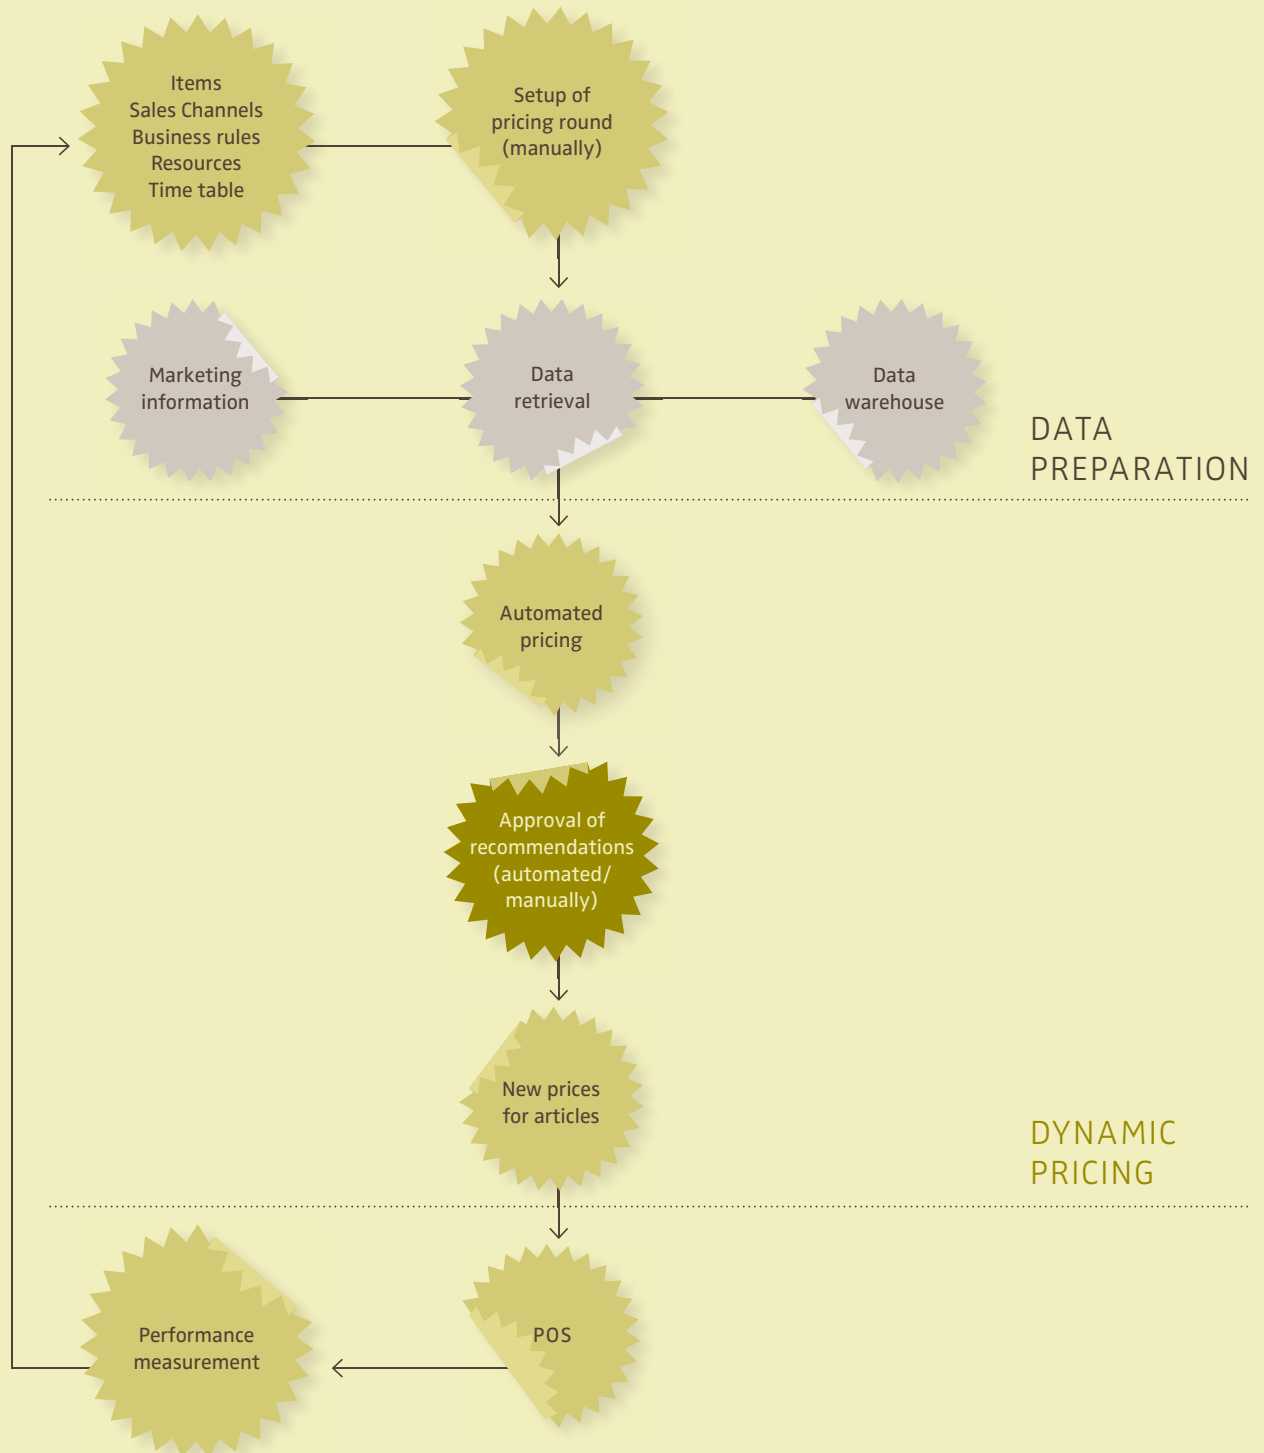 Items
Sales Channels
Business rules
Resources
Time table
Setup of
pricing round
(manually)
Marketing
information
Data
retrieval
Data
warehouse
DATA
PREPARATION
Automated
pricing
Approval of
recommendations
(automated/
manually)
New prices
for articles
DYNAMIC
PRICING
Performance
measurement
POS